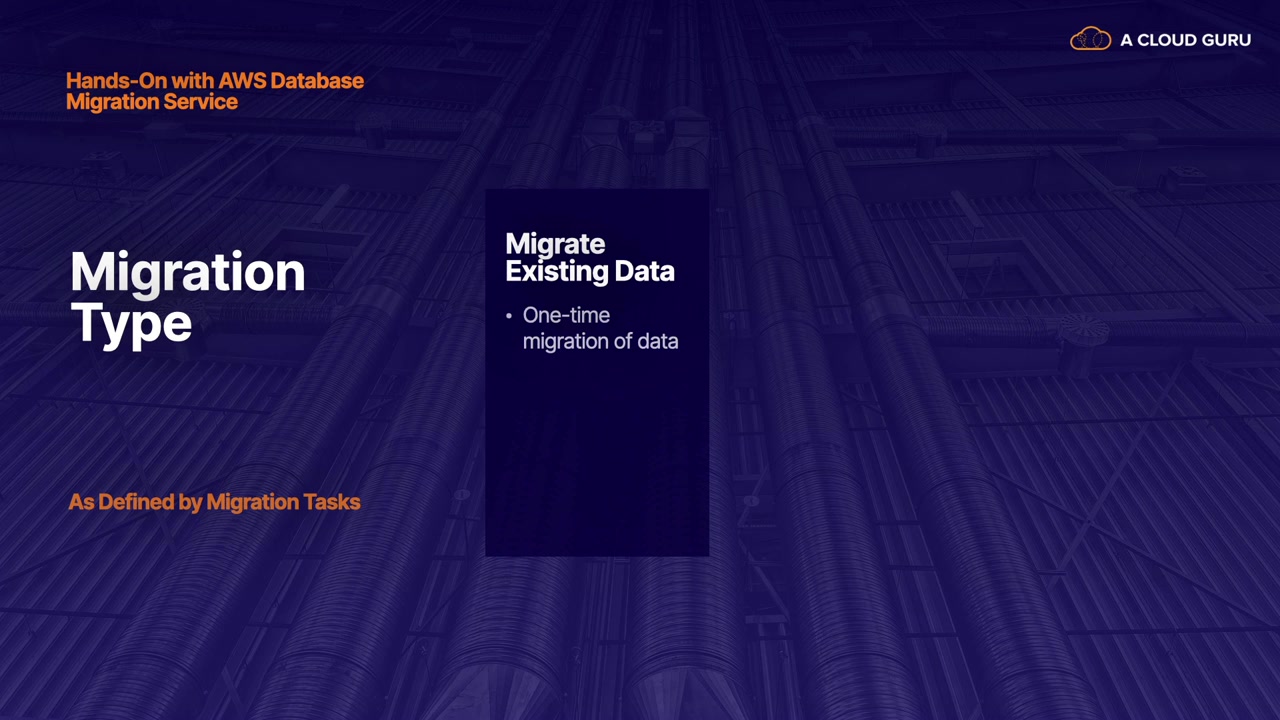 A CLOUD GURU
Hands-On with AWS Database
Migration Service
Migration
Type
As Defined by Migration Tasks
Migrate
Existing Data
• One-time
migration of data